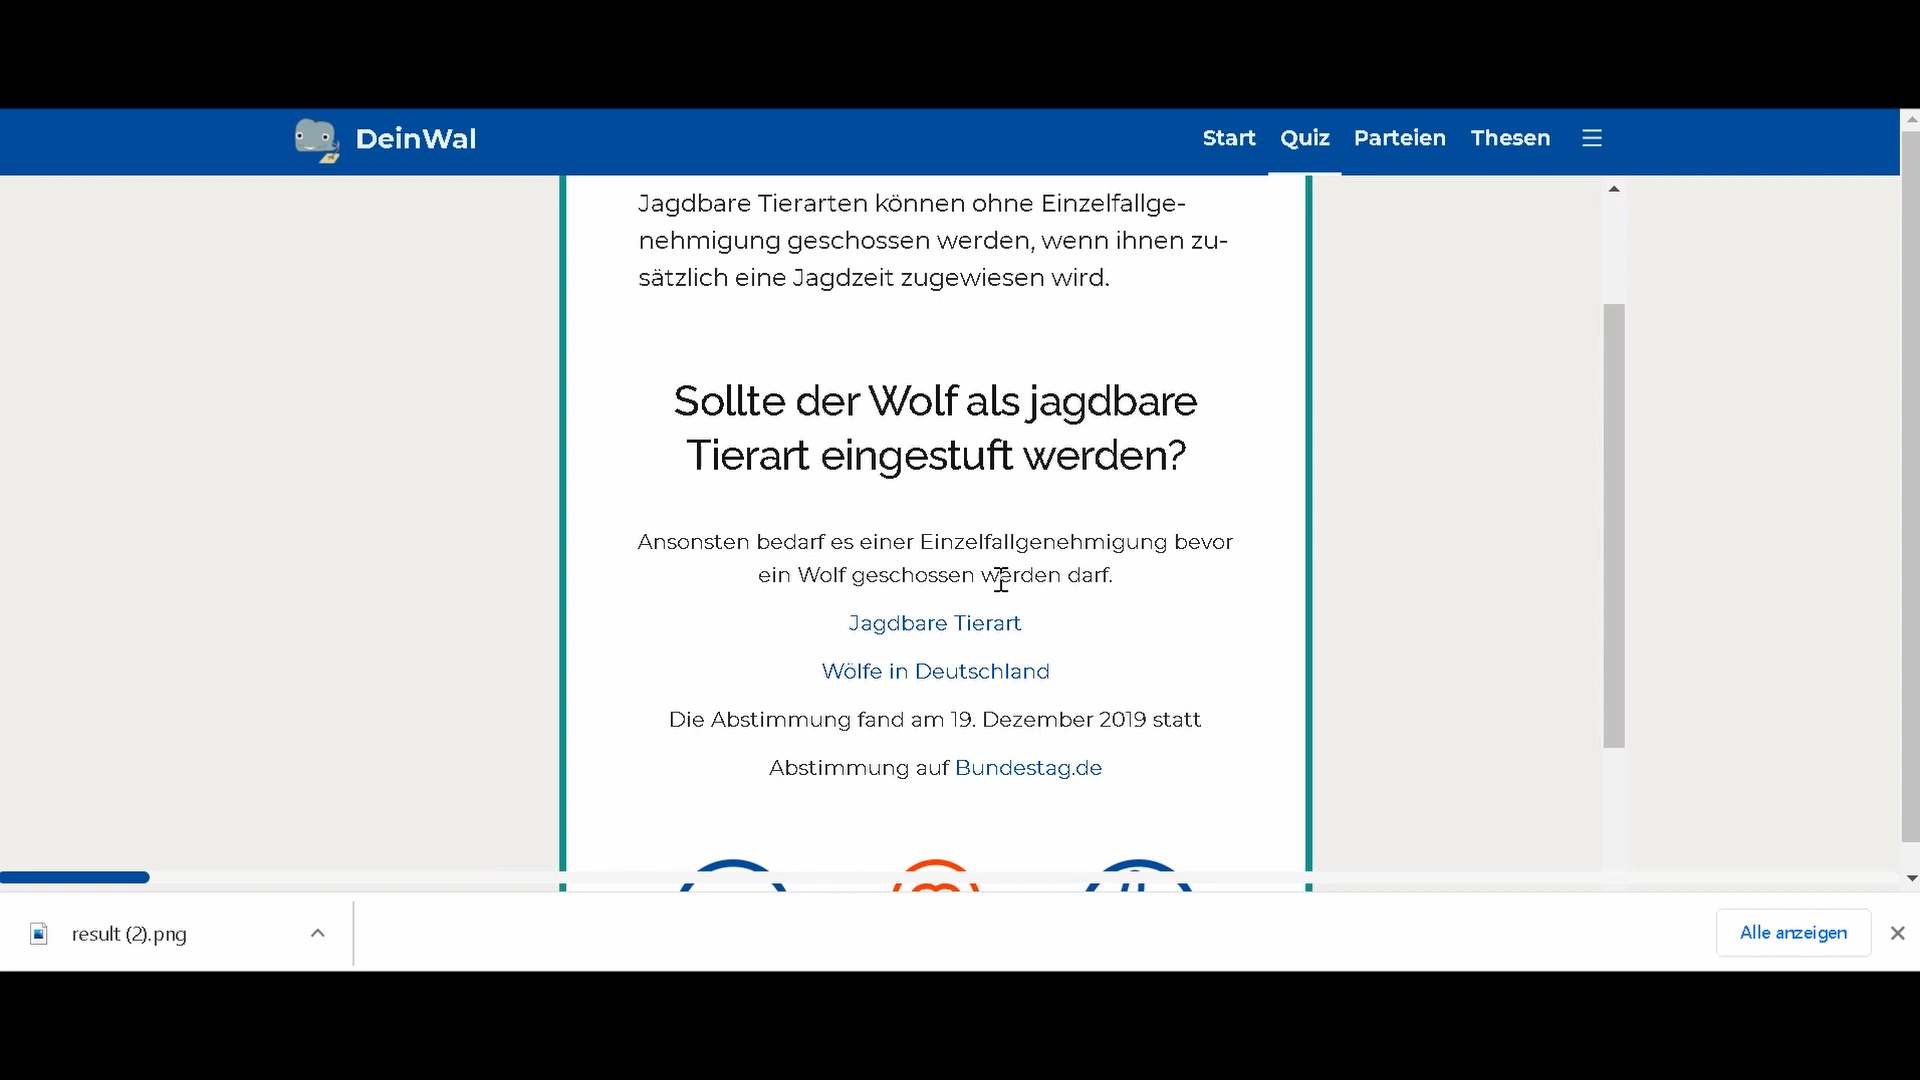 DeinWal
Start Quiz Parteien Thesen
Jagdbare Tierarten können ohne Einzelfallge-
nehmigung geschossen werden, wenn ihnen zu-
sätzlich eine Jagdzeit zugewiesen wird.
Sollte der Wolf als jagdbare
Tierart eingestuft werden?
Ansonsten bedarf es einer Einzelfallgenehmigung bevor
ein Wolf geschossen werden darf.
Jagdbare Tierart
Wölfe in Deutschland
Die Abstimmung fand am 19. Dezember 2019 statt
Abstimmung auf Bundestag.de
result (2).png
Alle anzeigen